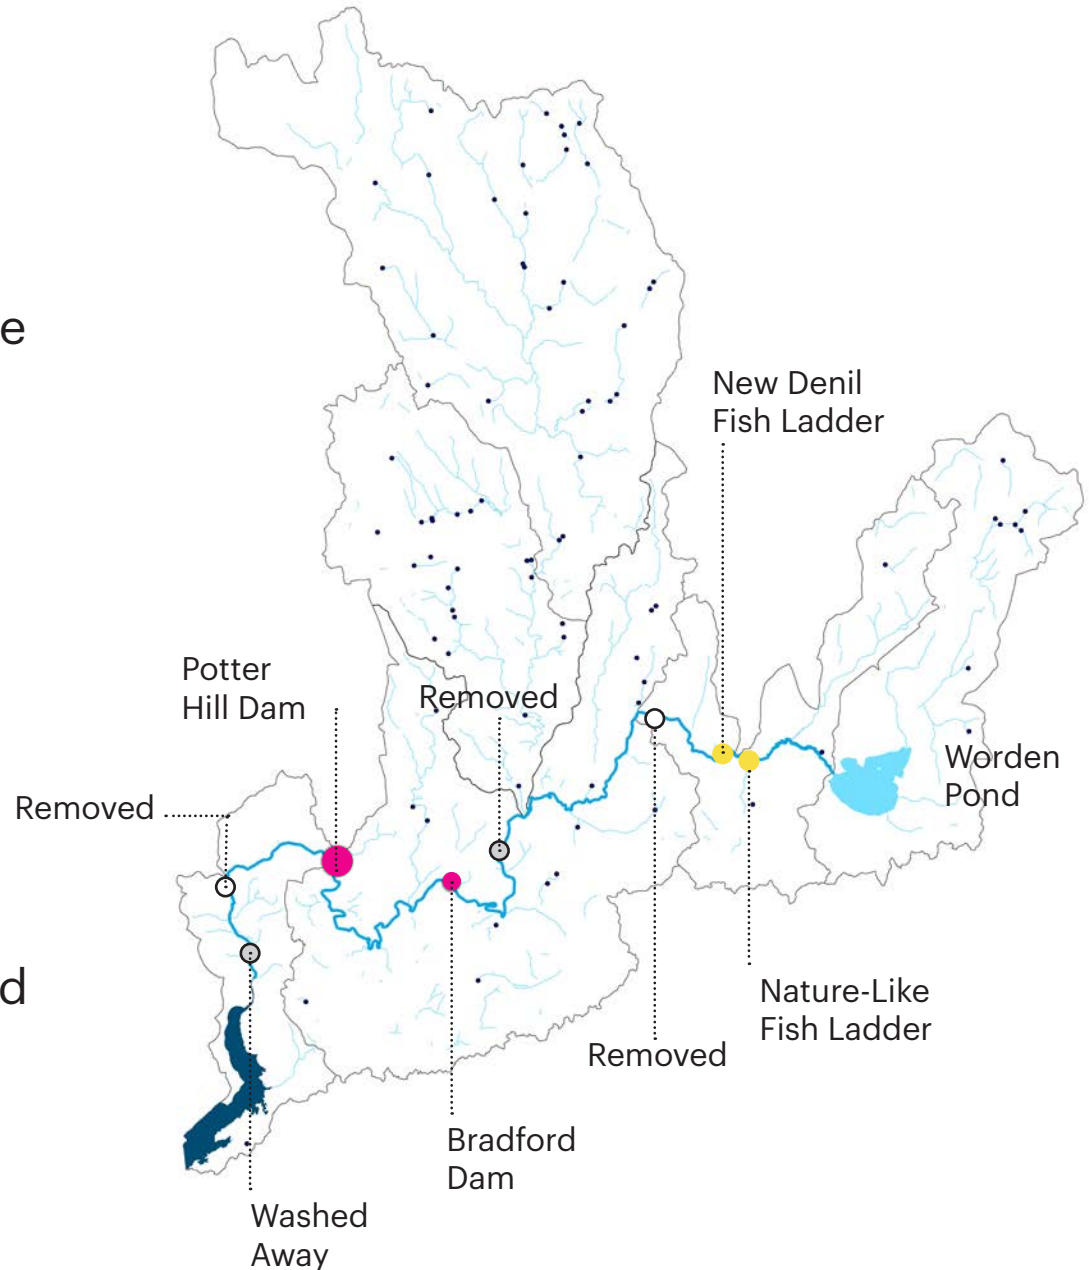 e
New Denil
Fish Ladder
Potter
Hill Dam
Removed
Worden
Pond
Removed
d
Nature-Like
Fish Ladder
Removed
Bradford
Dam
Washed
Away